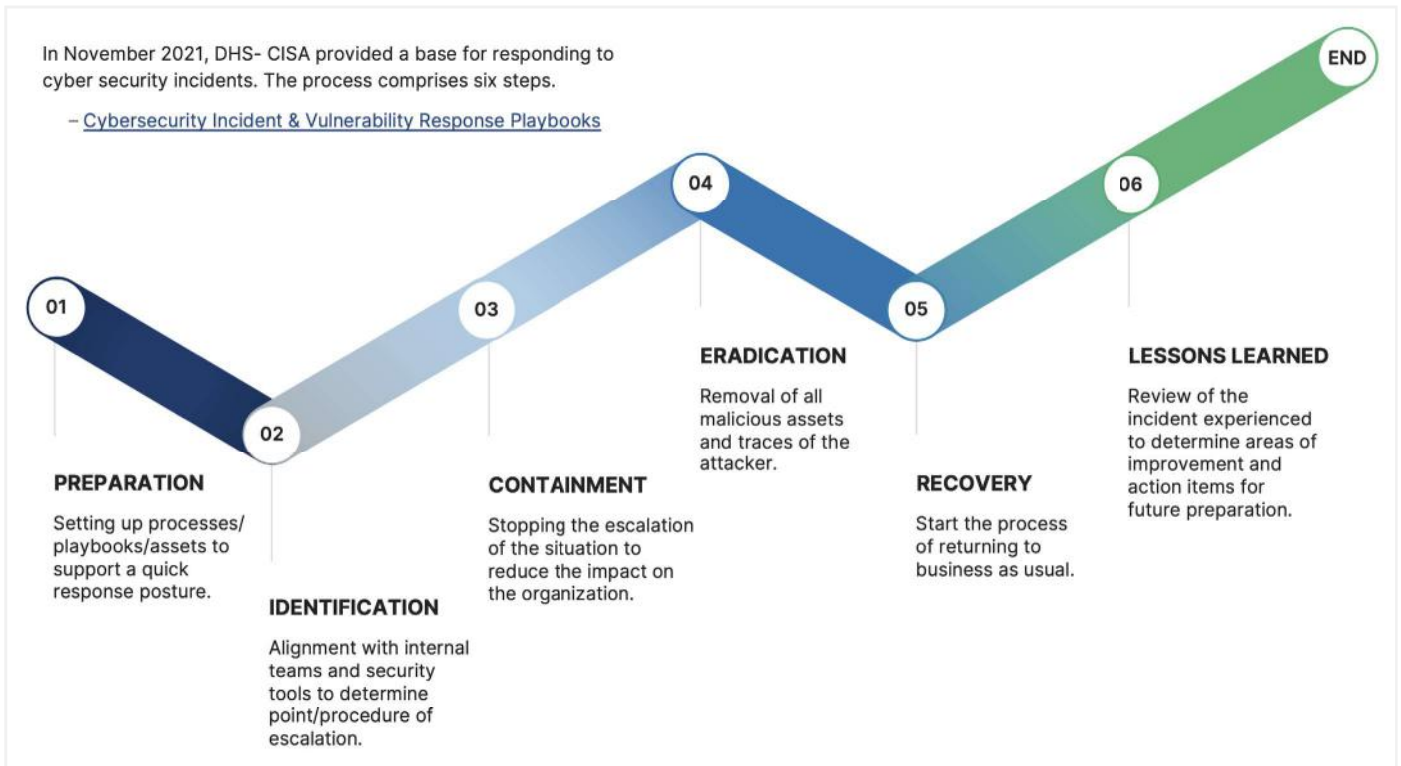 In November 2021, DHS- CISA provided a base for responding to
cyber security incidents. The process comprises six steps.
– Cybersecurity Incident & Vulnerability Response Playbooks
END
04
06
01
03
05
02
PREPARATION
Setting up processes/
playbooks/assets to
support a quick
response posture.
IDENTIFICATION
Alignment with internal
teams and security
tools to determine
point/procedure of
escalation.
CONTAINMENT
Stopping the escalation
of the situation to
reduce the impact on
the organization.
ERADICATION
Removal of all
malicious assets
and traces of the
attacker.
RECOVERY
Start the process
of returning to
business as usual.
LESSONS LEARNED
Review of the
incident experienced
to determine areas of
improvement and
action items for
future preparation.